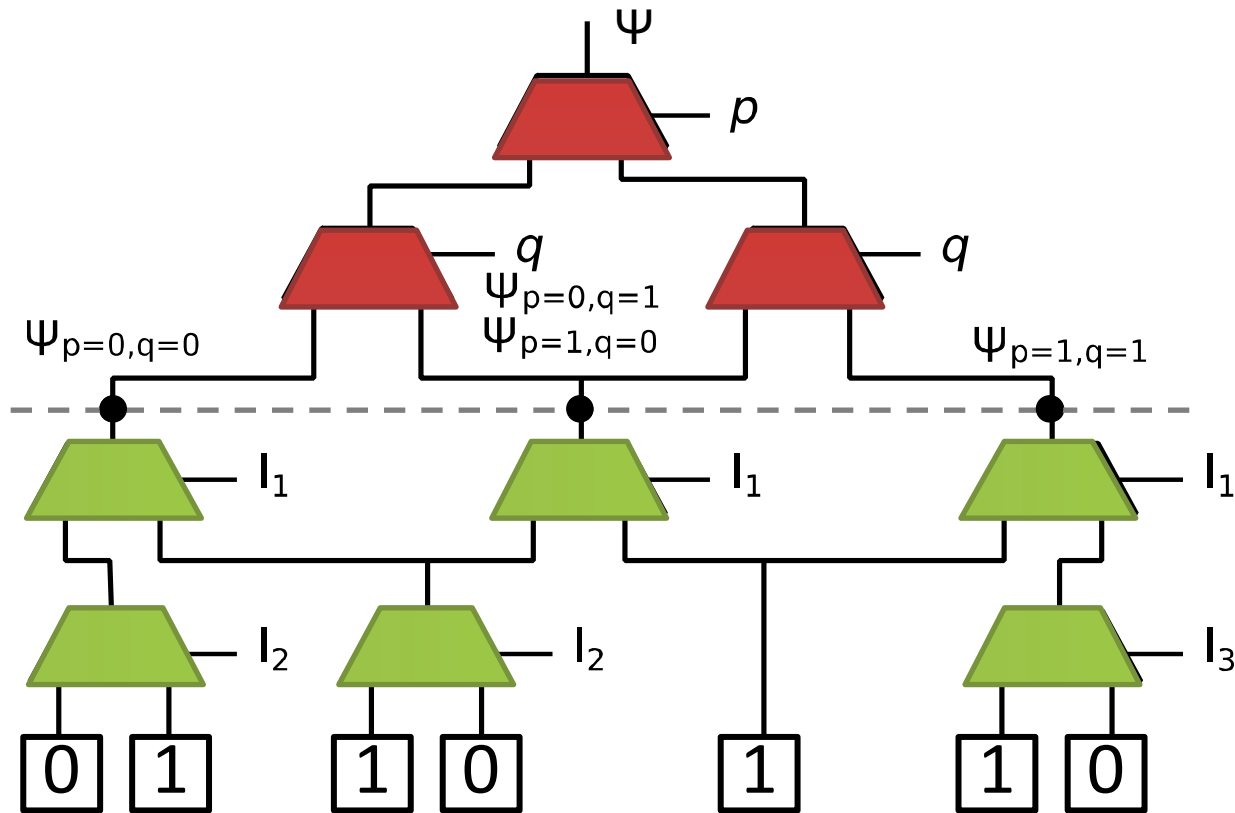 Ψ
p
q
q
Ψp=0,q=1
Ψp=0,q=0
Ψp=1,q=0
Ψp=1,q=1
I1
I1
I1
I2
I2
I3
0 1 1 0 1 1 0